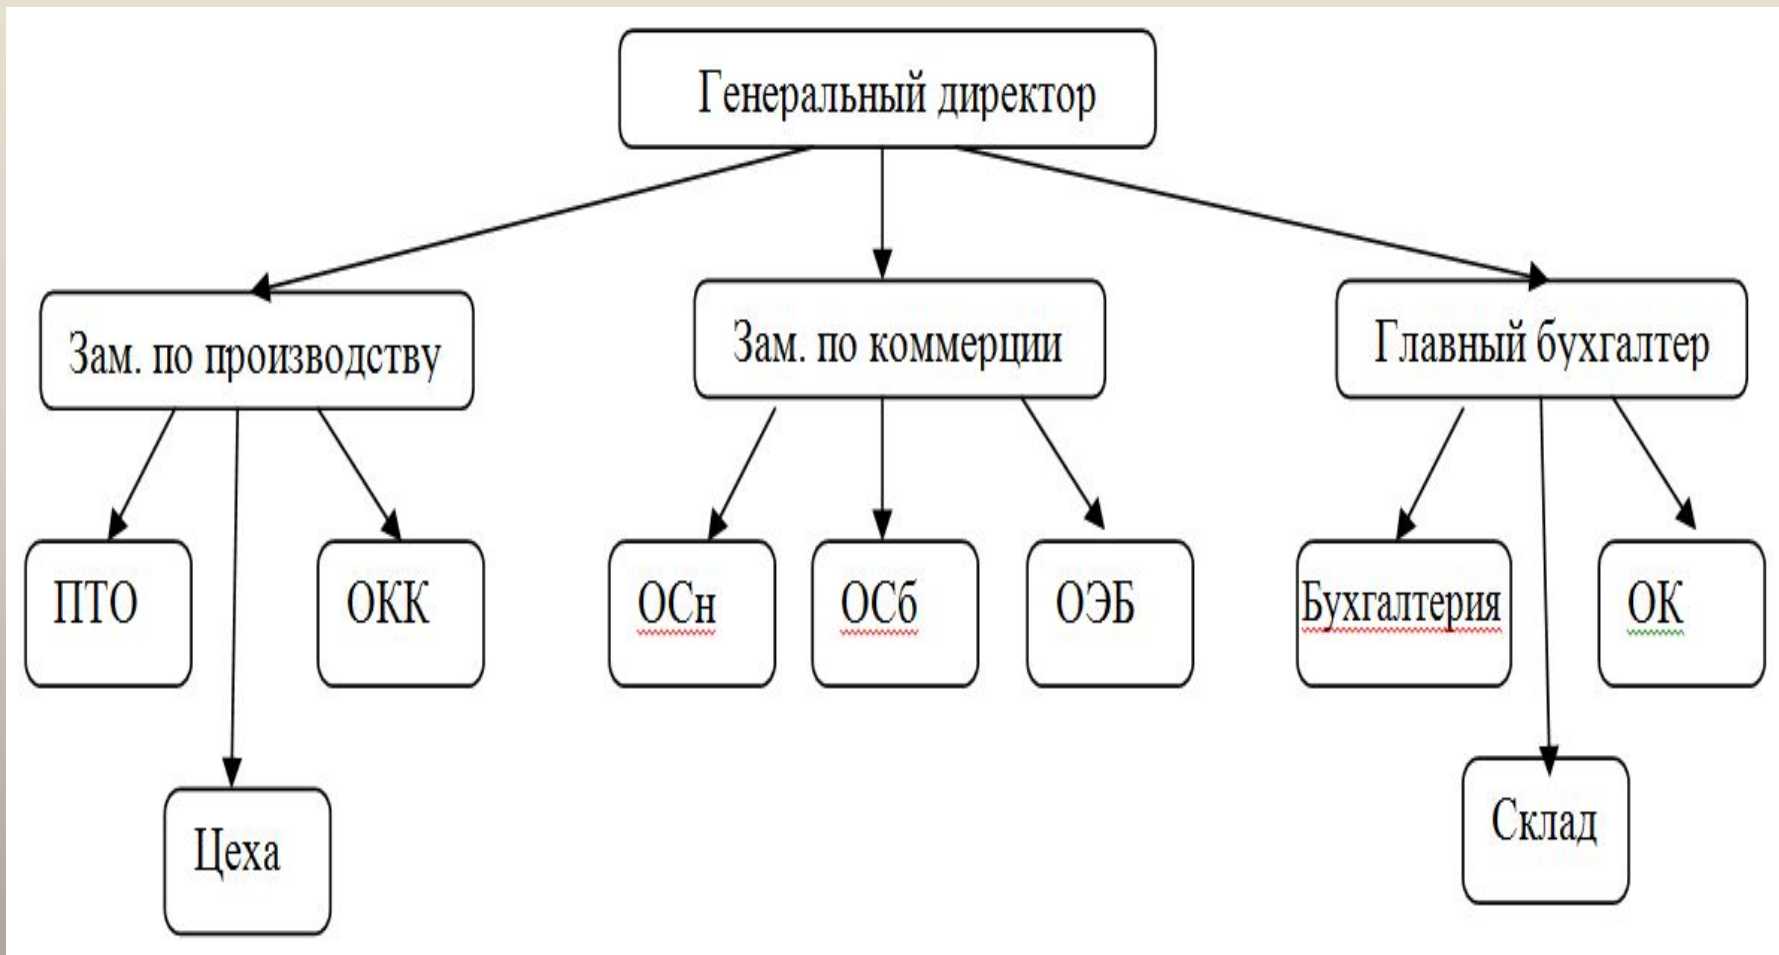 Генеральный директор
Зам. по производству
Зам. по коммерции
Главный бухгалтер
ПТО
ОКК
ОСн
ОСб
ОЭБ
Бухгалтерия
ОК
Цеха
Склад